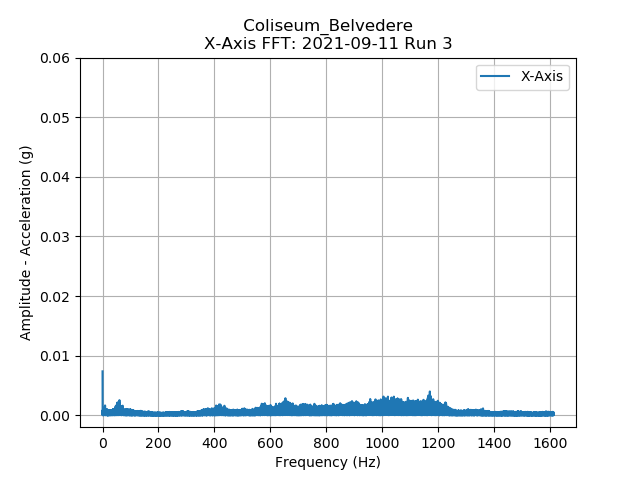 Coliseum_Belvedere
X-Axis FFT: 2021-09-11 Run 3
X-Axis
Amplitude - Acceleration (g)
0.06
0.05
0.04
0.03
0.02
0.01
0.00
0 200 400 600 800 1000 1200 1400 1600
Frequency (Hz)